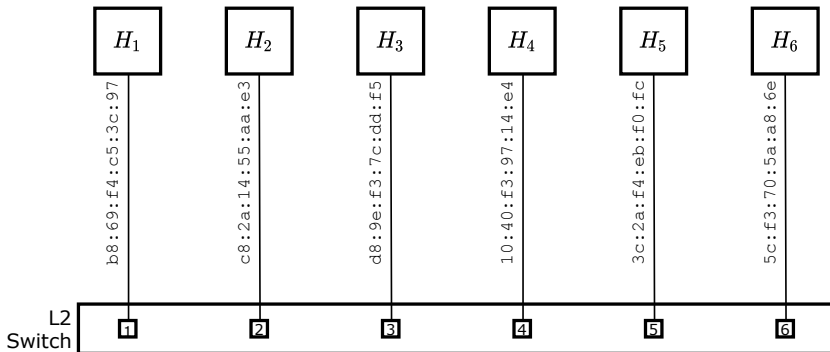 H₁ H₂ H₃ H₄ H₅ H₆
b8:69:f4:c5:3c:97
c8:2a:14:55:aa:e3
d8:9e:f3:7c:dd:f5
10:40:f3:97:14:e4
3c:2a:f4:eb:f0:fc
5c:f3:70:5a:a8:6e
L2
Switch
1 2 3 4 5 6